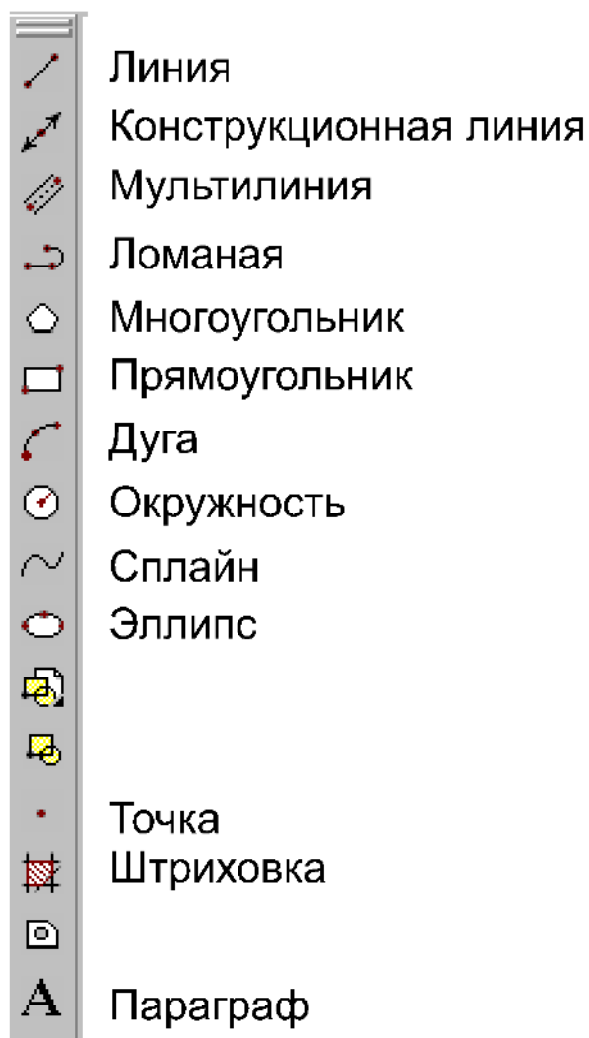 Линия
Конструкционная линия
Мультилиния
Ломаная
Многоугольник
Прямоугольник
Дуга
Окружность
Сплайн
Эллипс
Точка
Штриховка
A
Параграф